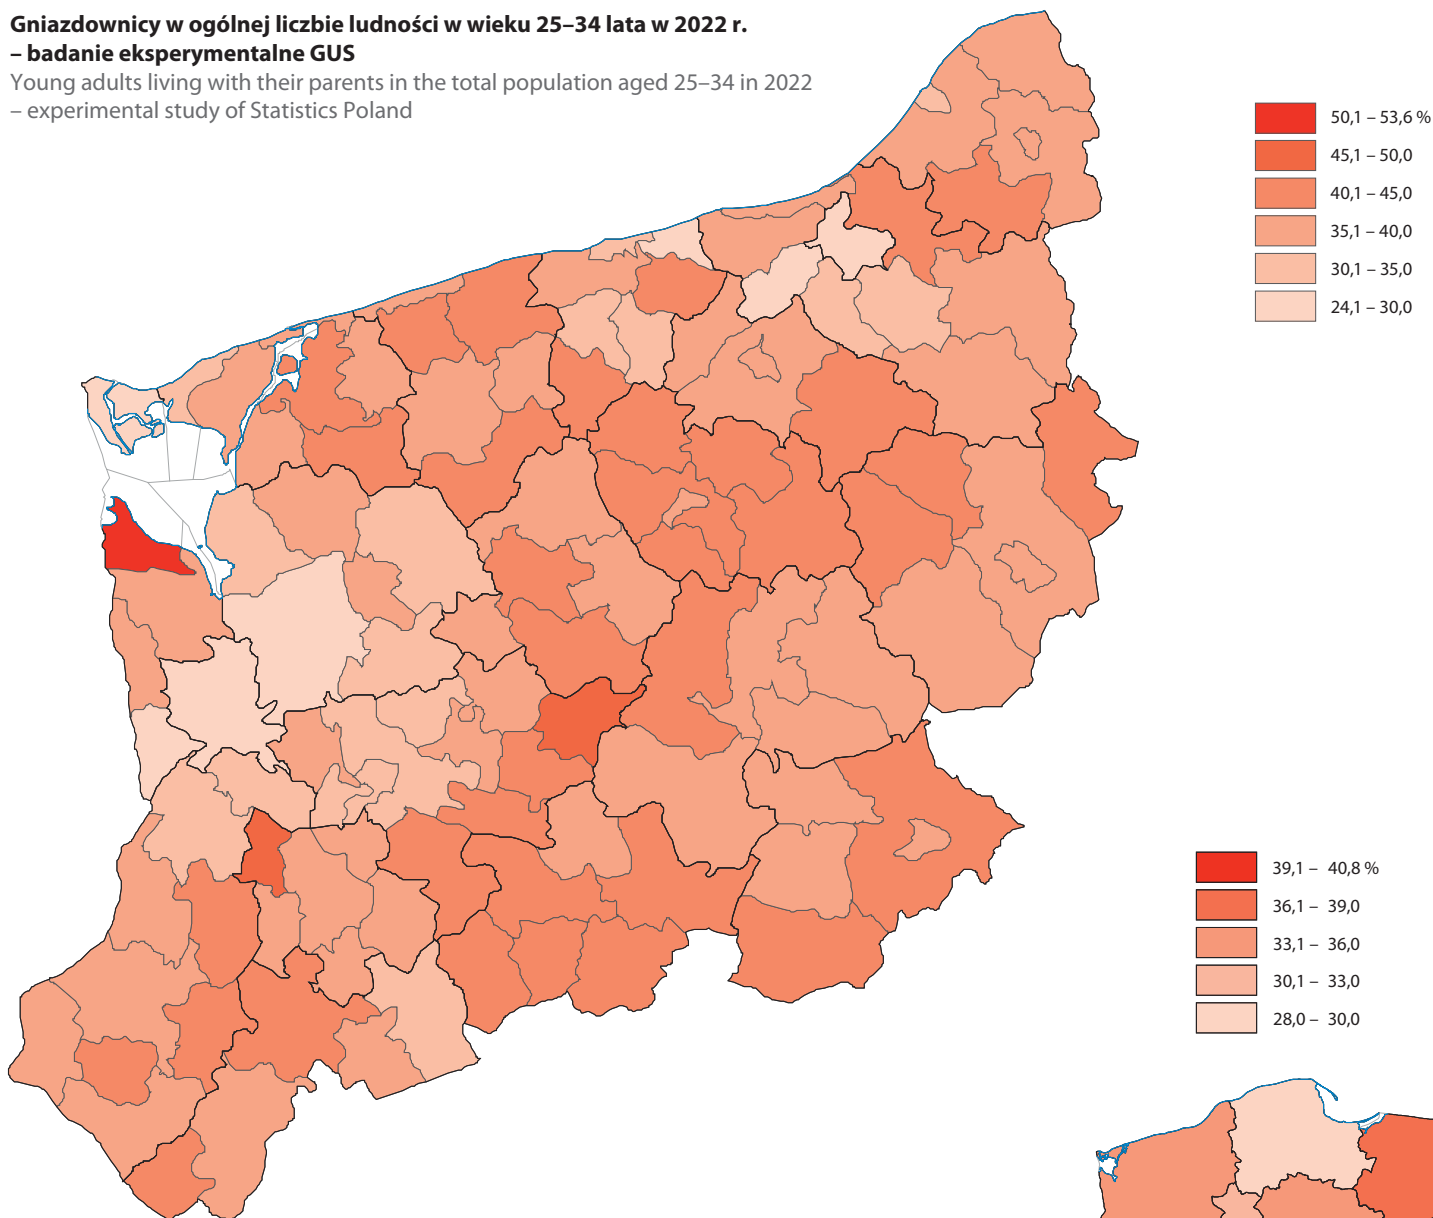 Gniazdownicy w ogólnej liczbie ludności w wieku 25–34 lata w 2022 r.
– badanie eksperymentalne GUS
Young adults living with their parents in the total population aged 25–34 in 2022
– experimental study of Statistics Poland
50,1 – 53,6 %
45,1 – 50,0
40,1 – 45,0
35,1 – 40,0
30,1 – 35,0
24,1 – 30,0
39,1 – 40,8 %
36,1 – 39,0
33,1 – 36,0
30,1 – 33,0
28,0 – 30,0